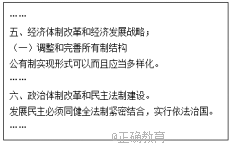 ……
五、经济体制改革和经济发展战略；
（一）调整和完善所有制结构
公有制实现形式可以而且应当多样化。
……
六、政治体制改革和民主法制建设。
发展民主必须同健全法制紧密结合，实行依法治国。
……
@正确教育